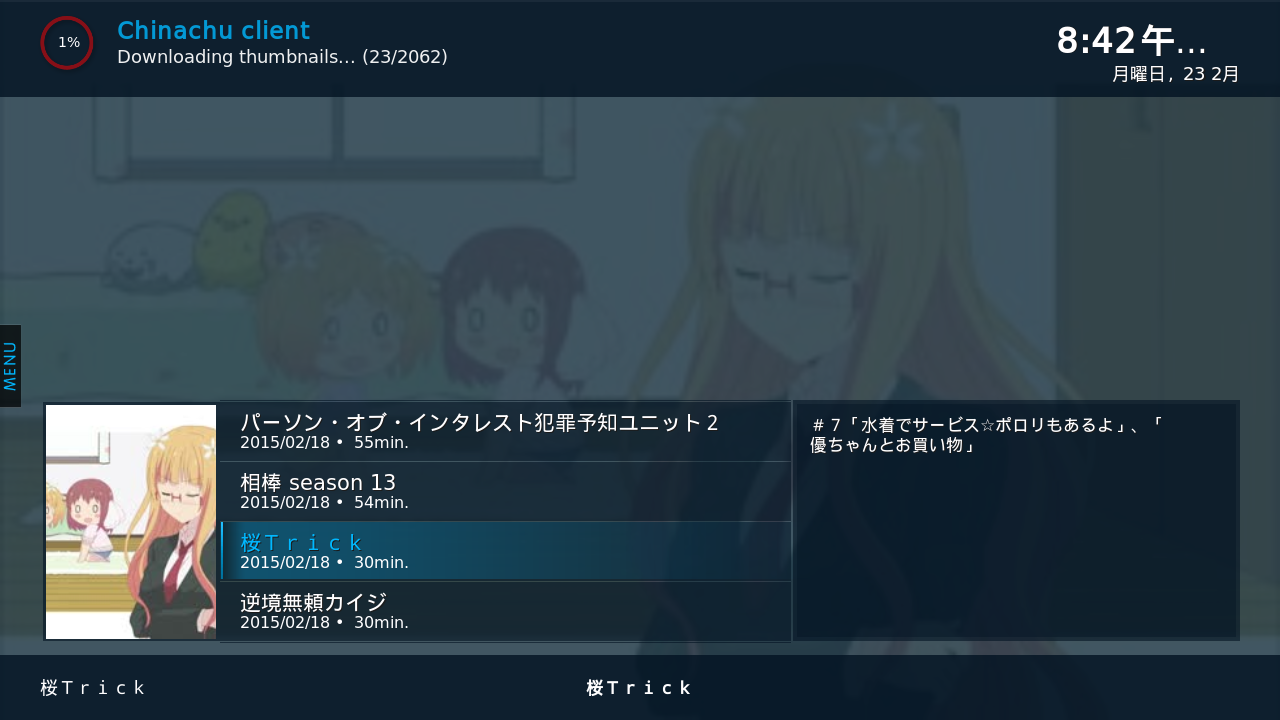 1%
Chinachu client
Downloading thumbnails... (23/2062)
8:42午...
月曜日, 23 2月
MENU
パーソン・オブ・インタレスト犯罪予知ユニット2
2015/02/18 • 55min.
相棒 season 13
2015/02/18 • 54min.
桜Ｔｒｉｃｋ
2015/02/18 • 30min.
逆境無頼カイジ
2015/02/18 • 30min.
＃７「水着でサービス☆ポロリもあるよ」、「
優ちゃんとお買い物」
桜Ｔｒｉｃｋ
桜Ｔｒｉｃｋ